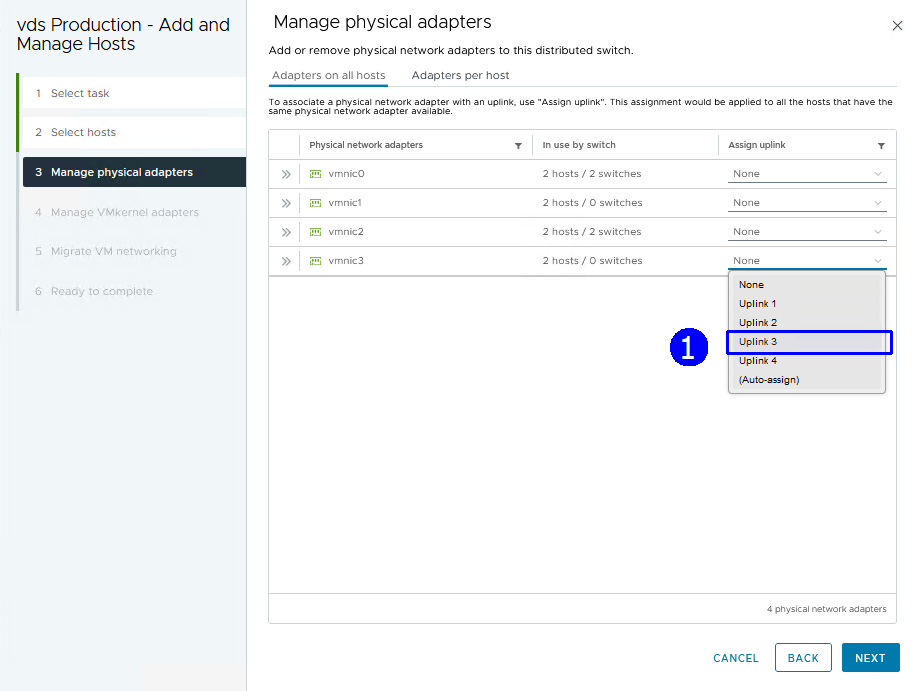 vds Production - Add and
Manage Hosts
1 Select task
2 Select hosts
3 Manage physical adapters
4 Manage VMkernel adapters
5 Migrate VM networking
6 Ready to complete
Manage physical adapters
Add or remove physical network adapters to this distributed switch.
Adapters on all hosts Adapters per host
To associate a physical network adapter with an uplink, use "Assign uplink". This assignment would be applied to all the hosts that have the
same physical network adapter available.
Physical network adapters In use by switch Assign uplink
vmnic0 2 hosts / 2 switches None
vmnic1 2 hosts / 0 switches None
vmnic2 2 hosts / 2 switches None
vmnic3 2 hosts / 0 switches None
None
Uplink 1
Uplink 2
1 Uplink 3
Uplink 4
(Auto-assign)
4 physical network adapters
CANCEL BACK NEXT